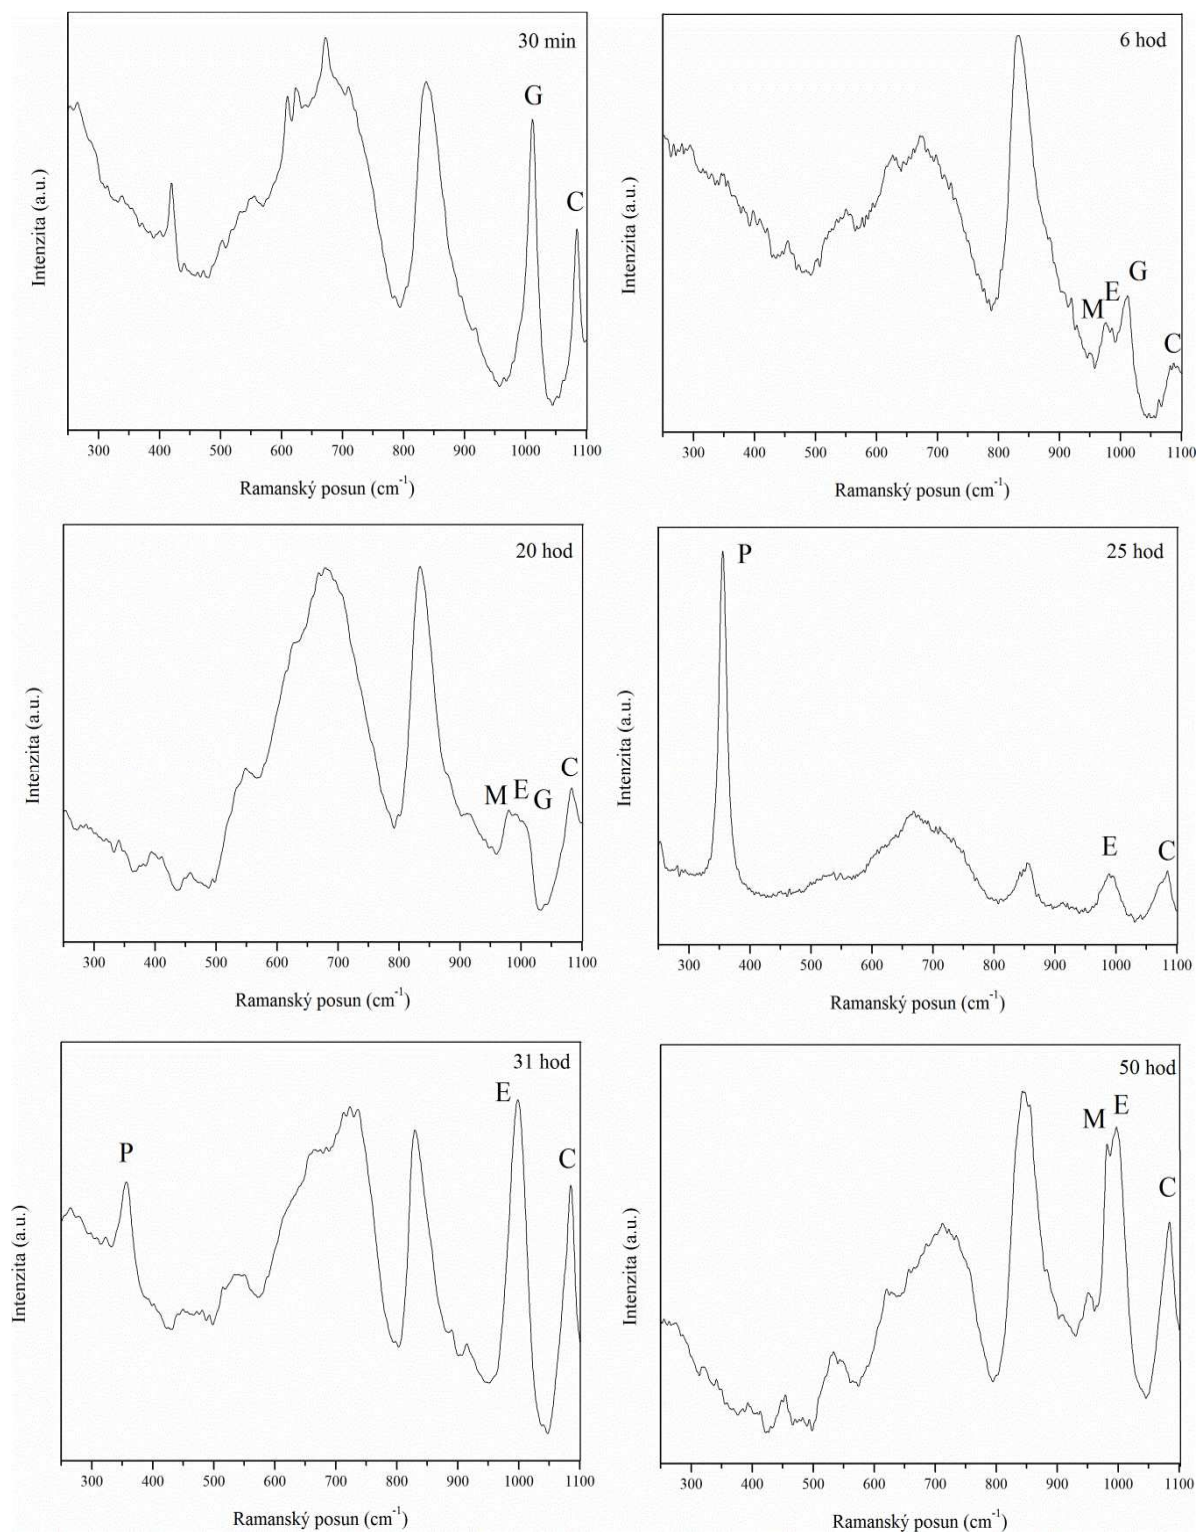 30 min
G
C
Intenzita (a.u.)
300 400 500 600 700 800 900 1000 1100
Ramanský posun (cm⁻¹)
6 hod
G
E
M
C
Intenzita (a.u.)
300 400 500 600 700 800 900 1000 1100
Ramanský posun (cm⁻¹)
20 hod
C
M E G
Intenzita (a.u.)
300 400 500 600 700 800 900 1000 1100
Ramanský posun (cm⁻¹)
25 hod
P
E
C
Intenzita (a.u.)
300 400 500 600 700 800 900 1000 1100
Ramanský posun (cm⁻¹)
31 hod
E
P
C
Intenzita (a.u.)
300 400 500 600 700 800 900 1000 1100
Ramanský posun (cm⁻¹)
50 hod
M E
C
Intenzita (a.u.)
300 400 500 600 700 800 900 1000 1100
Ramanský posun (cm⁻¹)